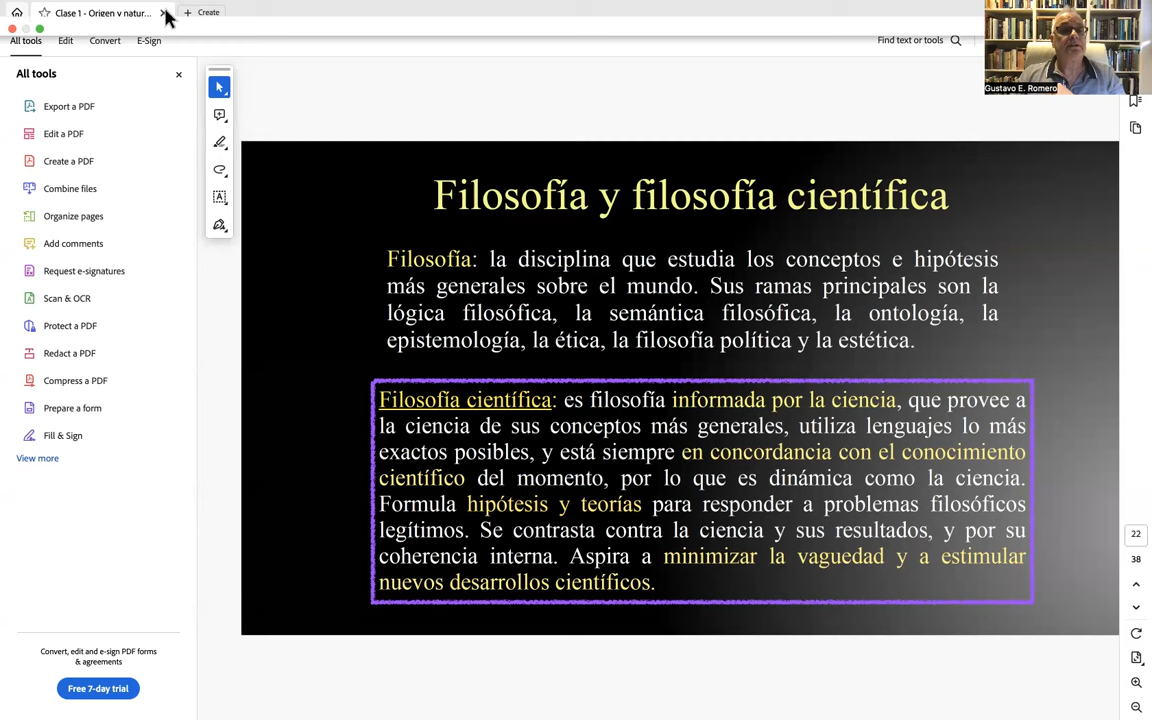 Clase 1 - Origen y natur...
Create
All tools
Edit
Convert
E-Sign
Find text or tools
Gustavo E. Romero
All tools
Export a PDF
Edit a PDF
Create a PDF
Combine files
Organize pages
Add comments
Request e-signatures
Scan & OCR
Protect a PDF
Redact a PDF
Compress a PDF
Prepare a form
Fill & Sign
View more
Convert, edit and e-sign PDF forms
& agreements
Free 7-day trial
Filosofía y filosofía científica
Filosofía: la disciplina que estudia los conceptos e hipótesis
más generales sobre el mundo. Sus ramas principales son la
lógica filosófica, la semántica filosófica, la ontología, la
epistemología, la ética, la filosofía política y la estética.
Filosofía científica: es filosofía informada por la ciencia, que provee a
la ciencia de sus conceptos más generales, utiliza lenguajes lo más
exactos posibles, y está siempre en concordancia con el conocimiento
científico del momento, por lo que es dinámica como la ciencia.
Formula hipótesis y teorías para responder a problemas filosóficos
legítimos. Se contrasta contra la ciencia y sus resultados, y por su
coherencia interna. Aspira a minimizar la vaguedad y a estimular
nuevos desarrollos científicos.
22
38